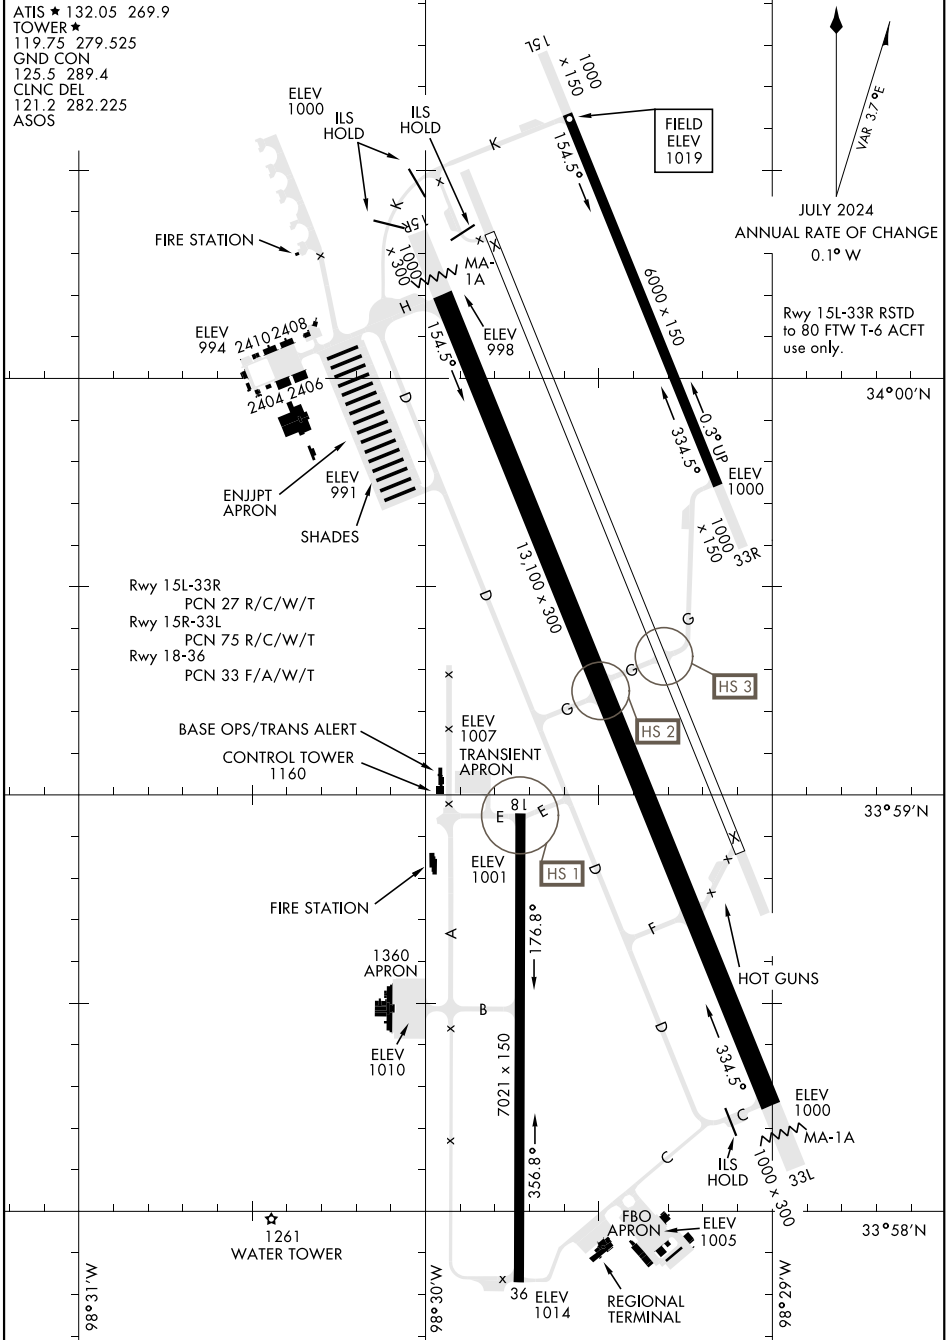 ATIS ★ 132.05 269.9
TOWER ★
119.75 279.525
GND CON
125.5 289.4
CLNC DEL
121.2 282.225
ASOS
ELEV
1000
ILS
HOLD
ILS
HOLD
15L
1000
x 150
FIELD
ELEV
1019
VAR 3.7°E
JULY 2024
ANNUAL RATE OF CHANGE
0.1° W
K
154.5°
K
15R
1000
x 300
FIRE STATION
x
x
x
X
MA-
1A
H
ELEV
998
6000 x 150
Rwy 15L-33R RSTD
to 80 FTW T-6 ACFT
use only.
ELEV
994
2410
2408
2404
2406
154.5°
D
34°00'N
334.5°
0.3° UP
ELEV
1000
ENJJPT
APRON
ELEV
991
SHADES
1000
x 150
33R
13,100 x 300
Rwy 15L-33R
PCN 27 R/C/W/T
Rwy 15R-33L
PCN 75 R/C/W/T
Rwy 18-36
PCN 33 F/A/W/T
D
G
G
G
HS 3
HS 2
x
x
BASE OPS/TRANS ALERT
ELEV
1007
TRANSIENT
APRON
CONTROL TOWER
1160
x
18
E
E
33°59'N
ELEV
1001
HS 1
D
X
x
x
FIRE STATION
A
176.8°
F
HOT GUNS
1360
APRON
B
ELEV
1010
x
x
7021 x 150
356.8°
D
334.5°
C
C
ELEV
1000
MA-1A
ILS
HOLD
1000 x 300
33L
1261
WATER TOWER
FBO
APRON
ELEV
1005
33°58'N
x
36
ELEV
1014
REGIONAL
TERMINAL
98°31'W
98°30'W
98°29'W